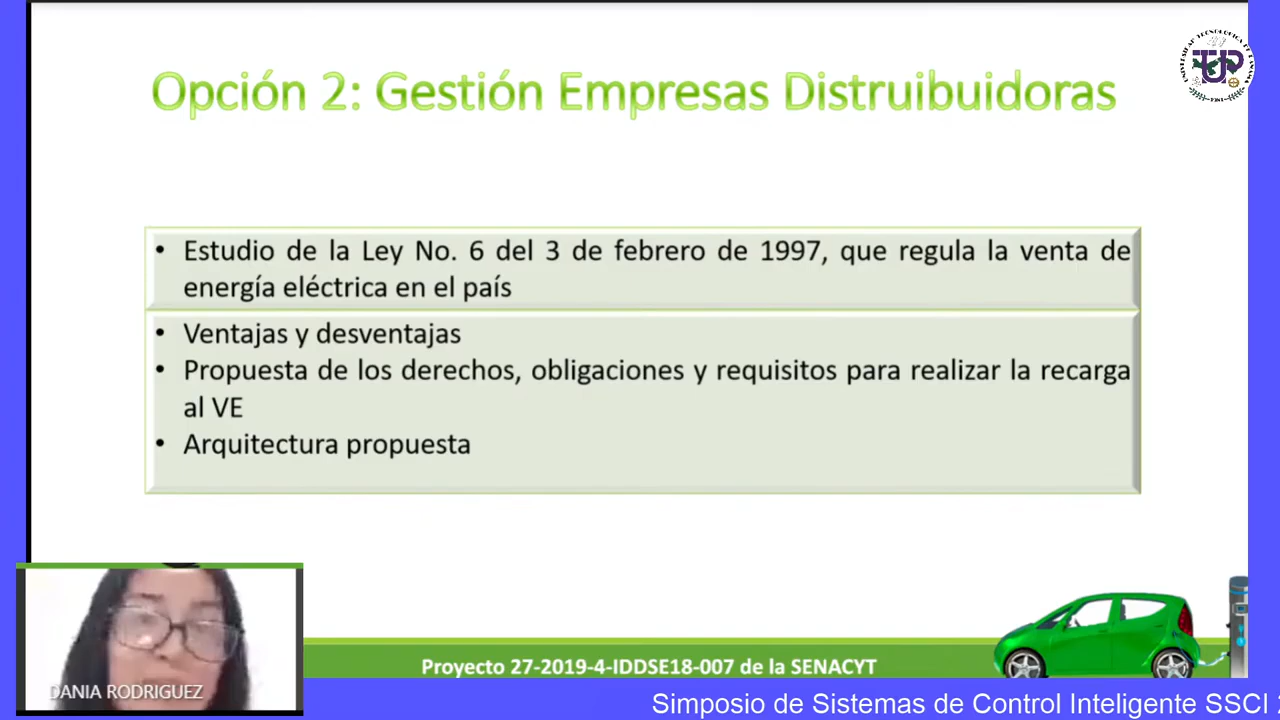 Opción 2: Gestión Empresas Distruibuidoras
• Estudio de la Ley No. 6 del 3 de febrero de 1997, que regula la venta de
energía eléctrica en el país
• Ventajas y desventajas
• Propuesta de los derechos, obligaciones y requisitos para realizar la recarga
al VE
• Arquitectura propuesta
DANIA RODRIGUEZ
Proyecto 27-2019-4-IDDSE18-007 de la SENACYT
Simposio de Sistemas de Control Inteligente SSCI